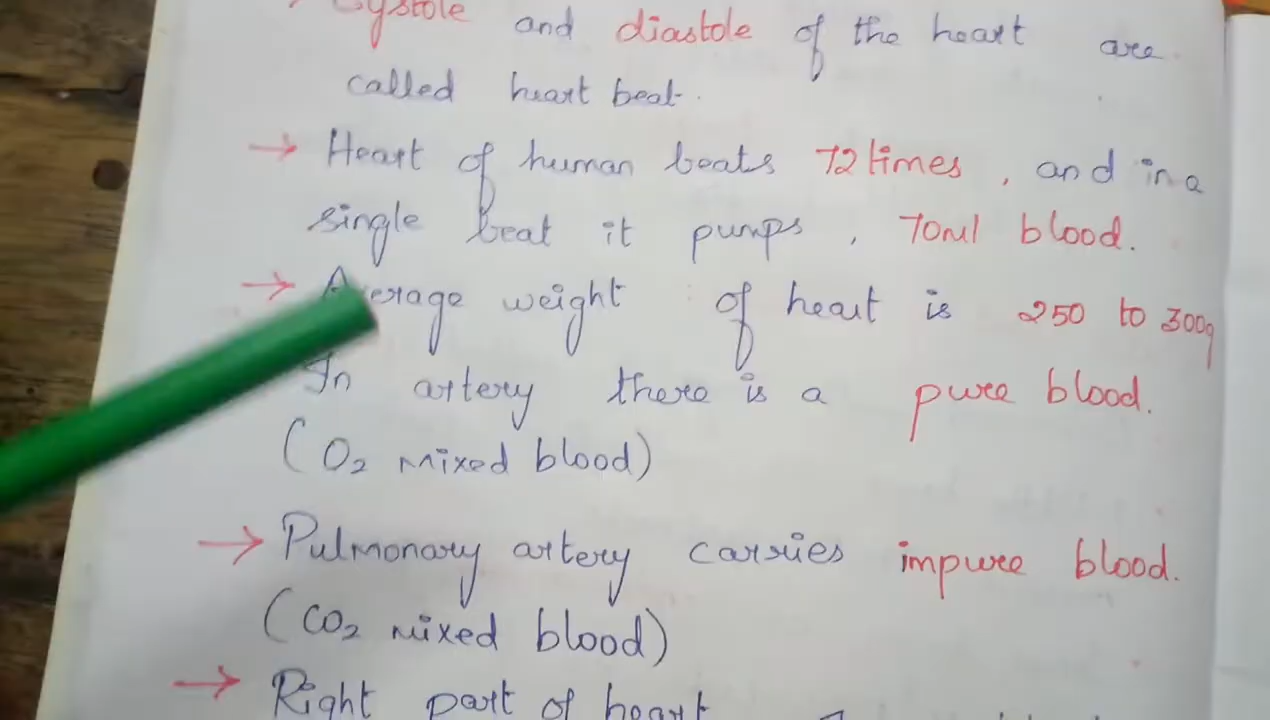 Systole and diastole of the heart are
called heart beat.
→ Heart of human beats 72 times, and in a
single beat it pumps, 70ml blood.
→ Average weight of heart is 250 to 300g
In artery there is a pure blood.
(O₂ mixed blood)
→ Pulmonary artery carries impure blood.
(CO₂ mixed blood)
→ Right part of heart